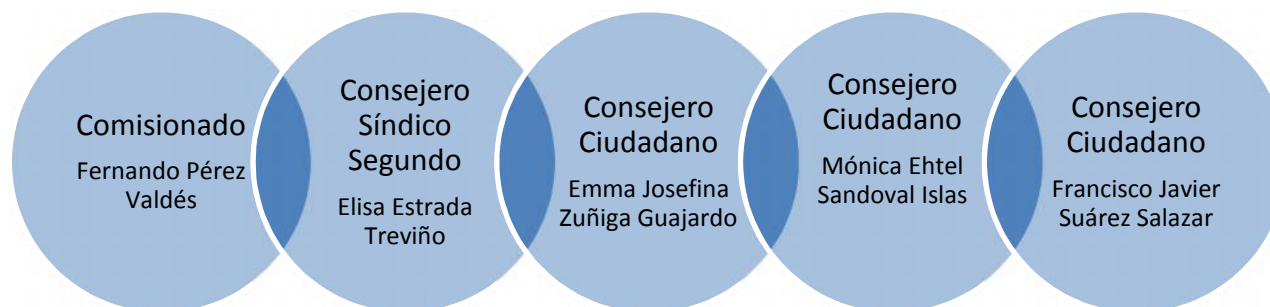 Comisionado
Fernando Pérez
Valdés
Consejero
Síndico
Segundo
Elisa Estrada
Treviño
Consejero
Ciudadano
Emma Josefina
Zuñiga Guajardo
Consejero
Ciudadano
Mónica Ehtel
Sandoval Islas
Consejero
Ciudadano
Francisco Javier
Suárez Salazar